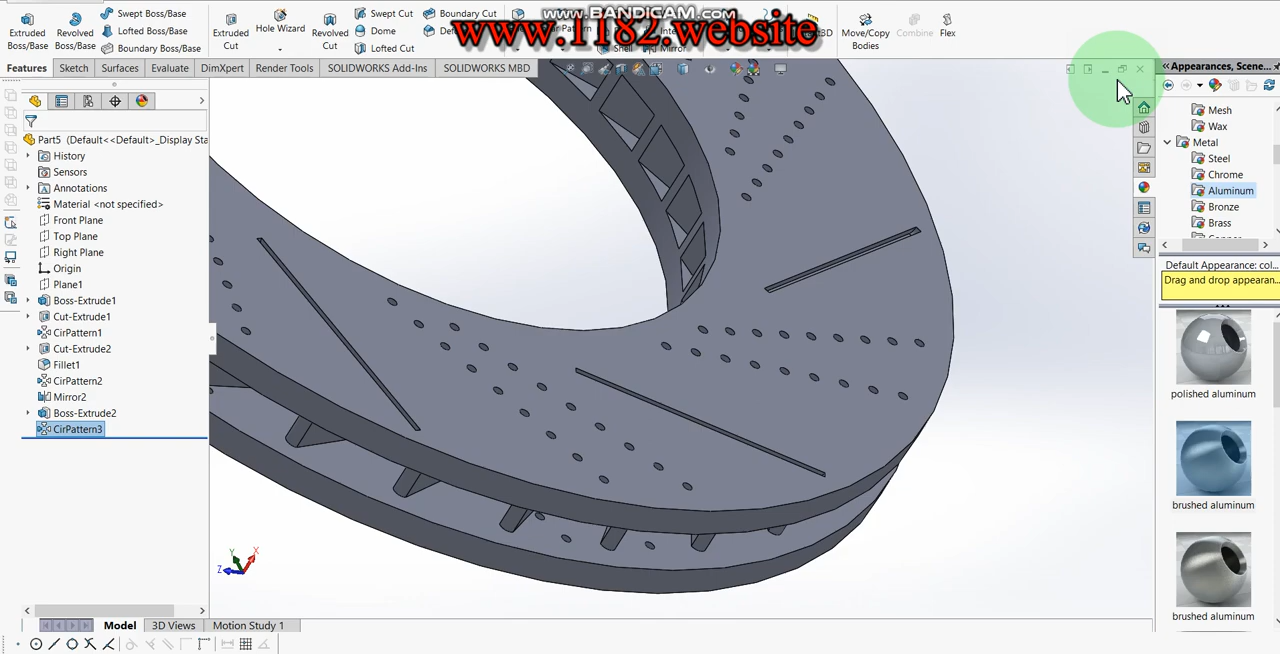 www.BANDICAM.com
www.1182.website
Extruded Boss/Base
Revolved Boss/Base
Swept Boss/Base
Lofted Boss/Base
Boundary Boss/Base
Extruded Cut
Hole Wizard
Revolved Cut
Swept Cut
Dome
Lofted Cut
Boundary Cut
Shell
Mirror
Move/Copy Bodies
Combine
Flex
Features
Sketch
Surfaces
Evaluate
DimXpert
Render Tools
SOLIDWORKS Add-Ins
SOLIDWORKS MBD
Part5 (Default<<Default>_Display Sta
History
Sensors
Annotations
Material <not specified>
Front Plane
Top Plane
Right Plane
Origin
Plane1
Boss-Extrude1
Cut-Extrude1
CirPattern1
Cut-Extrude2
Fillet1
CirPattern2
Mirror2
Boss-Extrude2
CirPattern3
Y
X
Z
Model
3D Views
Motion Study 1
Appearances, Scene...
Mesh
Wax
Metal
Steel
Chrome
Aluminum
Bronze
Brass
Default Appearance: col...
Drag and drop appearan...
polished aluminum
brushed aluminum
brushed aluminum